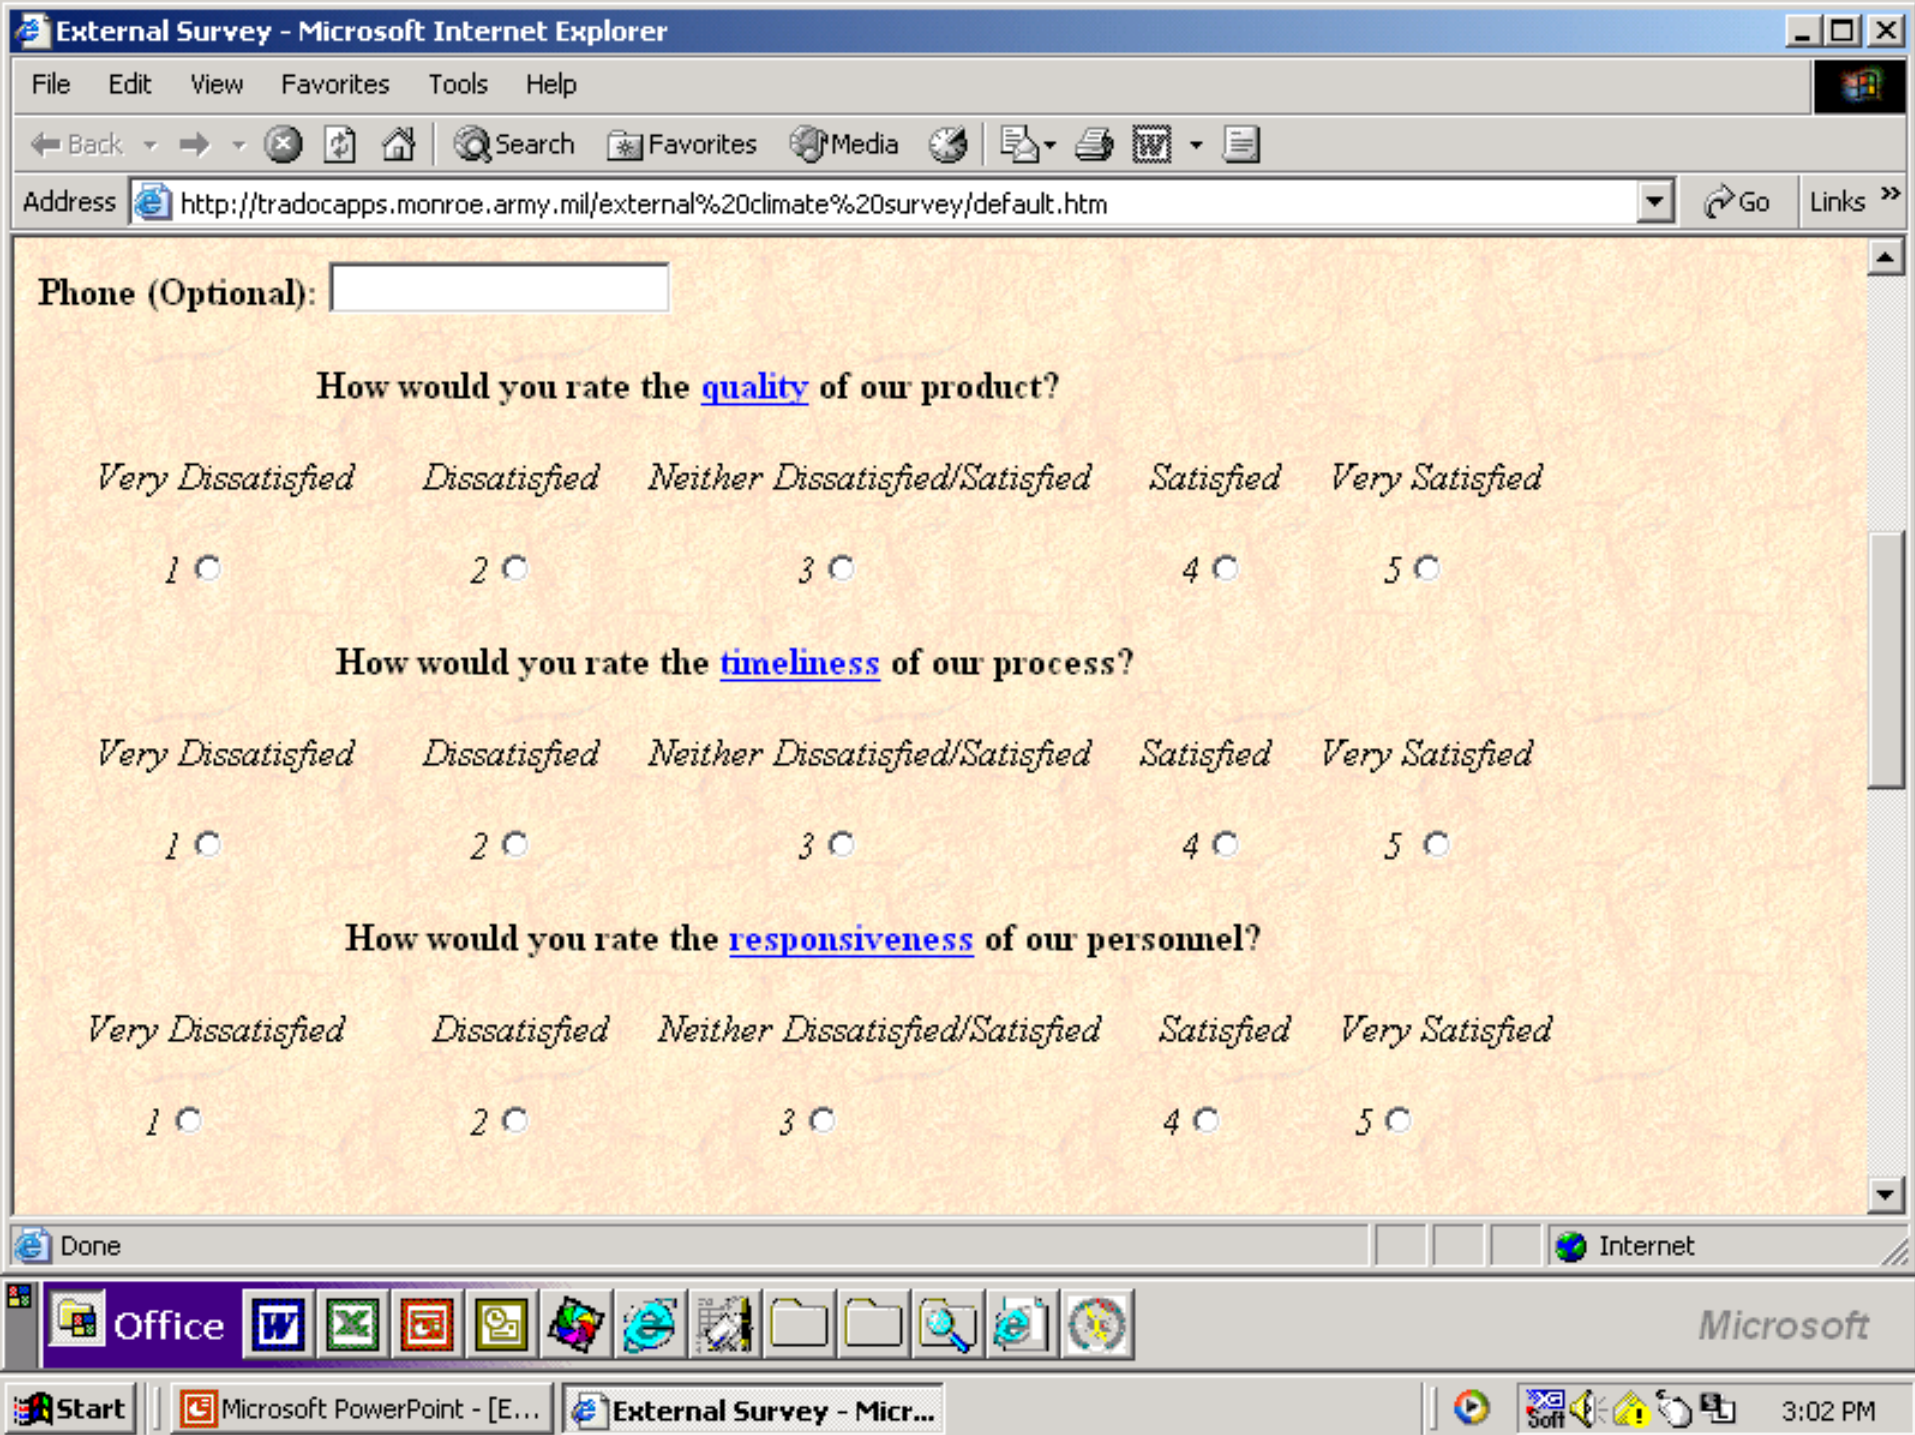 External Survey - Microsoft Internet Explorer
File Edit View Favorites Tools Help
Back Search Favorites Media
Address http://tradocapps.monroe.army.mil/external%20climate%20survey/default.htm Go Links »
Phone (Optional):
How would you rate the quality of our product?
Very Dissatisfied Dissatisfied Neither Dissatisfied/Satisfied Satisfied Very Satisfied
1 2 3 4 5
How would you rate the timeliness of our process?
Very Dissatisfied Dissatisfied Neither Dissatisfied/Satisfied Satisfied Very Satisfied
1 2 3 4 5
How would you rate the responsiveness of our personnel?
Very Dissatisfied Dissatisfied Neither Dissatisfied/Satisfied Satisfied Very Satisfied
1 2 3 4 5
Done Internet
Office Microsoft
Start Microsoft PowerPoint - [E... External Survey - Micr... 3:02 PM